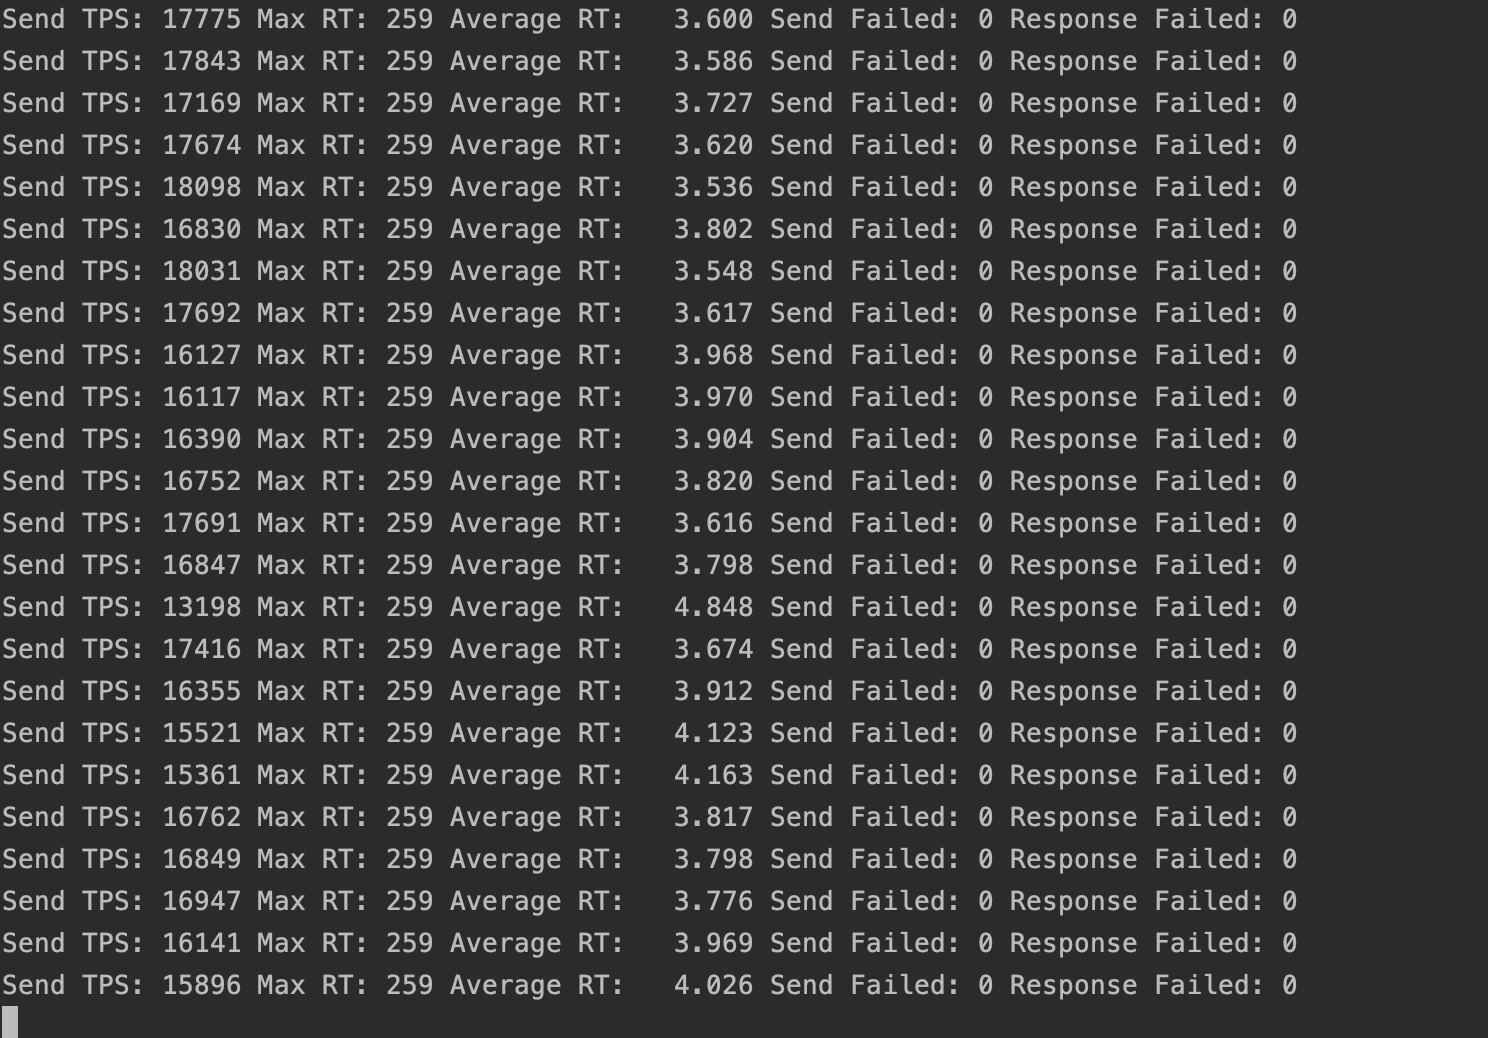 Send TPS: 17775 Max RT: 259 Average RT:   3.600 Send Failed: 0 Response Failed: 0
Send TPS: 17843 Max RT: 259 Average RT:   3.586 Send Failed: 0 Response Failed: 0
Send TPS: 17169 Max RT: 259 Average RT:   3.727 Send Failed: 0 Response Failed: 0
Send TPS: 17674 Max RT: 259 Average RT:   3.620 Send Failed: 0 Response Failed: 0
Send TPS: 18098 Max RT: 259 Average RT:   3.536 Send Failed: 0 Response Failed: 0
Send TPS: 16830 Max RT: 259 Average RT:   3.802 Send Failed: 0 Response Failed: 0
Send TPS: 18031 Max RT: 259 Average RT:   3.548 Send Failed: 0 Response Failed: 0
Send TPS: 17692 Max RT: 259 Average RT:   3.617 Send Failed: 0 Response Failed: 0
Send TPS: 16127 Max RT: 259 Average RT:   3.968 Send Failed: 0 Response Failed: 0
Send TPS: 16117 Max RT: 259 Average RT:   3.970 Send Failed: 0 Response Failed: 0
Send TPS: 16390 Max RT: 259 Average RT:   3.904 Send Failed: 0 Response Failed: 0
Send TPS: 16752 Max RT: 259 Average RT:   3.820 Send Failed: 0 Response Failed: 0
Send TPS: 17691 Max RT: 259 Average RT:   3.616 Send Failed: 0 Response Failed: 0
Send TPS: 16847 Max RT: 259 Average RT:   3.798 Send Failed: 0 Response Failed: 0
Send TPS: 13198 Max RT: 259 Average RT:   4.848 Send Failed: 0 Response Failed: 0
Send TPS: 17416 Max RT: 259 Average RT:   3.674 Send Failed: 0 Response Failed: 0
Send TPS: 16355 Max RT: 259 Average RT:   3.912 Send Failed: 0 Response Failed: 0
Send TPS: 15521 Max RT: 259 Average RT:   4.123 Send Failed: 0 Response Failed: 0
Send TPS: 15361 Max RT: 259 Average RT:   4.163 Send Failed: 0 Response Failed: 0
Send TPS: 16762 Max RT: 259 Average RT:   3.817 Send Failed: 0 Response Failed: 0
Send TPS: 16849 Max RT: 259 Average RT:   3.798 Send Failed: 0 Response Failed: 0
Send TPS: 16947 Max RT: 259 Average RT:   3.776 Send Failed: 0 Response Failed: 0
Send TPS: 16141 Max RT: 259 Average RT:   3.969 Send Failed: 0 Response Failed: 0
Send TPS: 15896 Max RT: 259 Average RT:   4.026 Send Failed: 0 Response Failed: 0